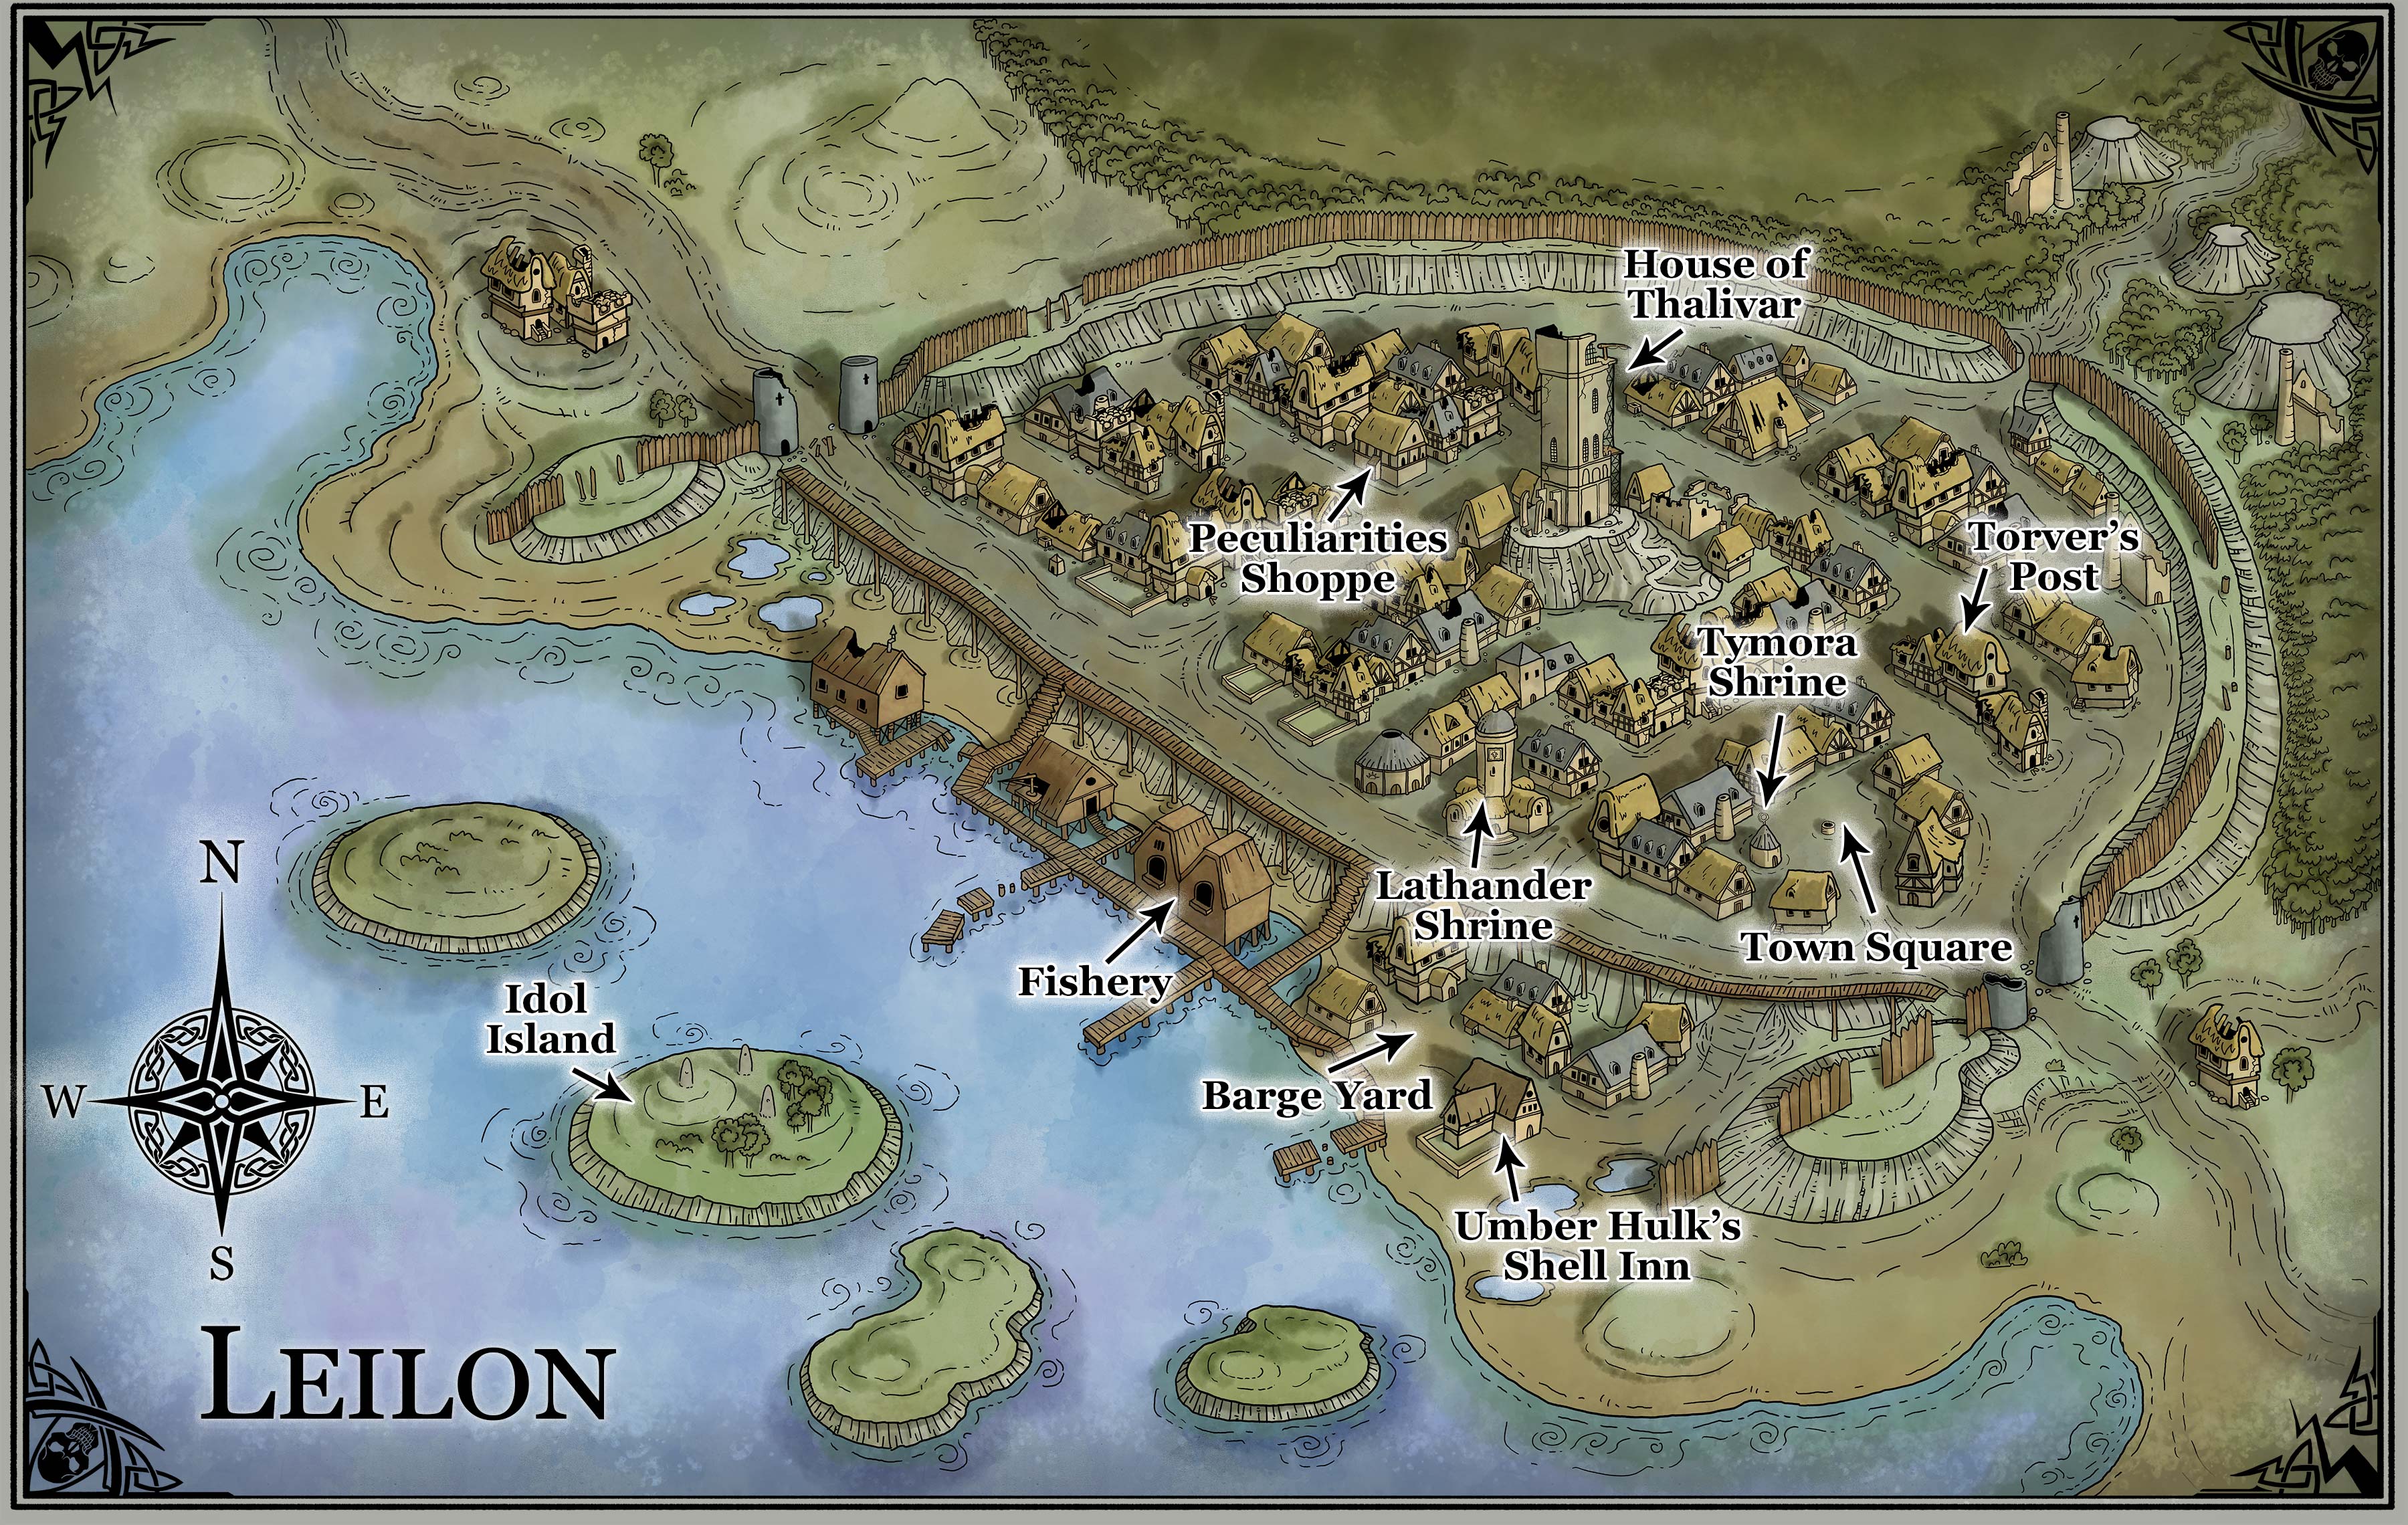 House of
Thalivar
Peculiarities
Shoppe
Torver's
Post
Tymora
Shrine
Lathander
Shrine
Town Square
Fishery
Idol
Island
Barge Yard
Umber Hulk's
Shell Inn
N
W
E
S
LEILON